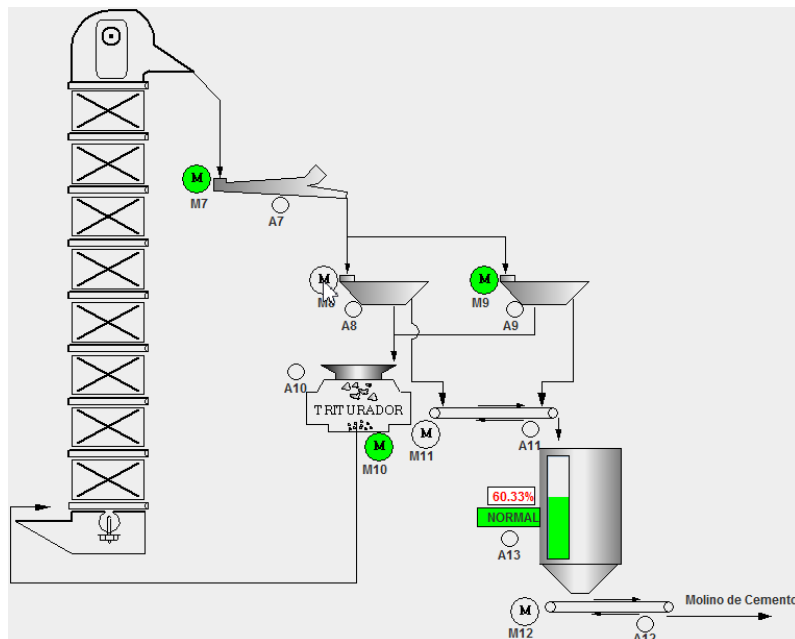 M
M7
A7
M
M8
A8
M
M9
A9
A10
TRITURADOR
M
M10
M
M11
A11
60.33%
NORMAL
A13
Molino de Cemento
M
M12
A12